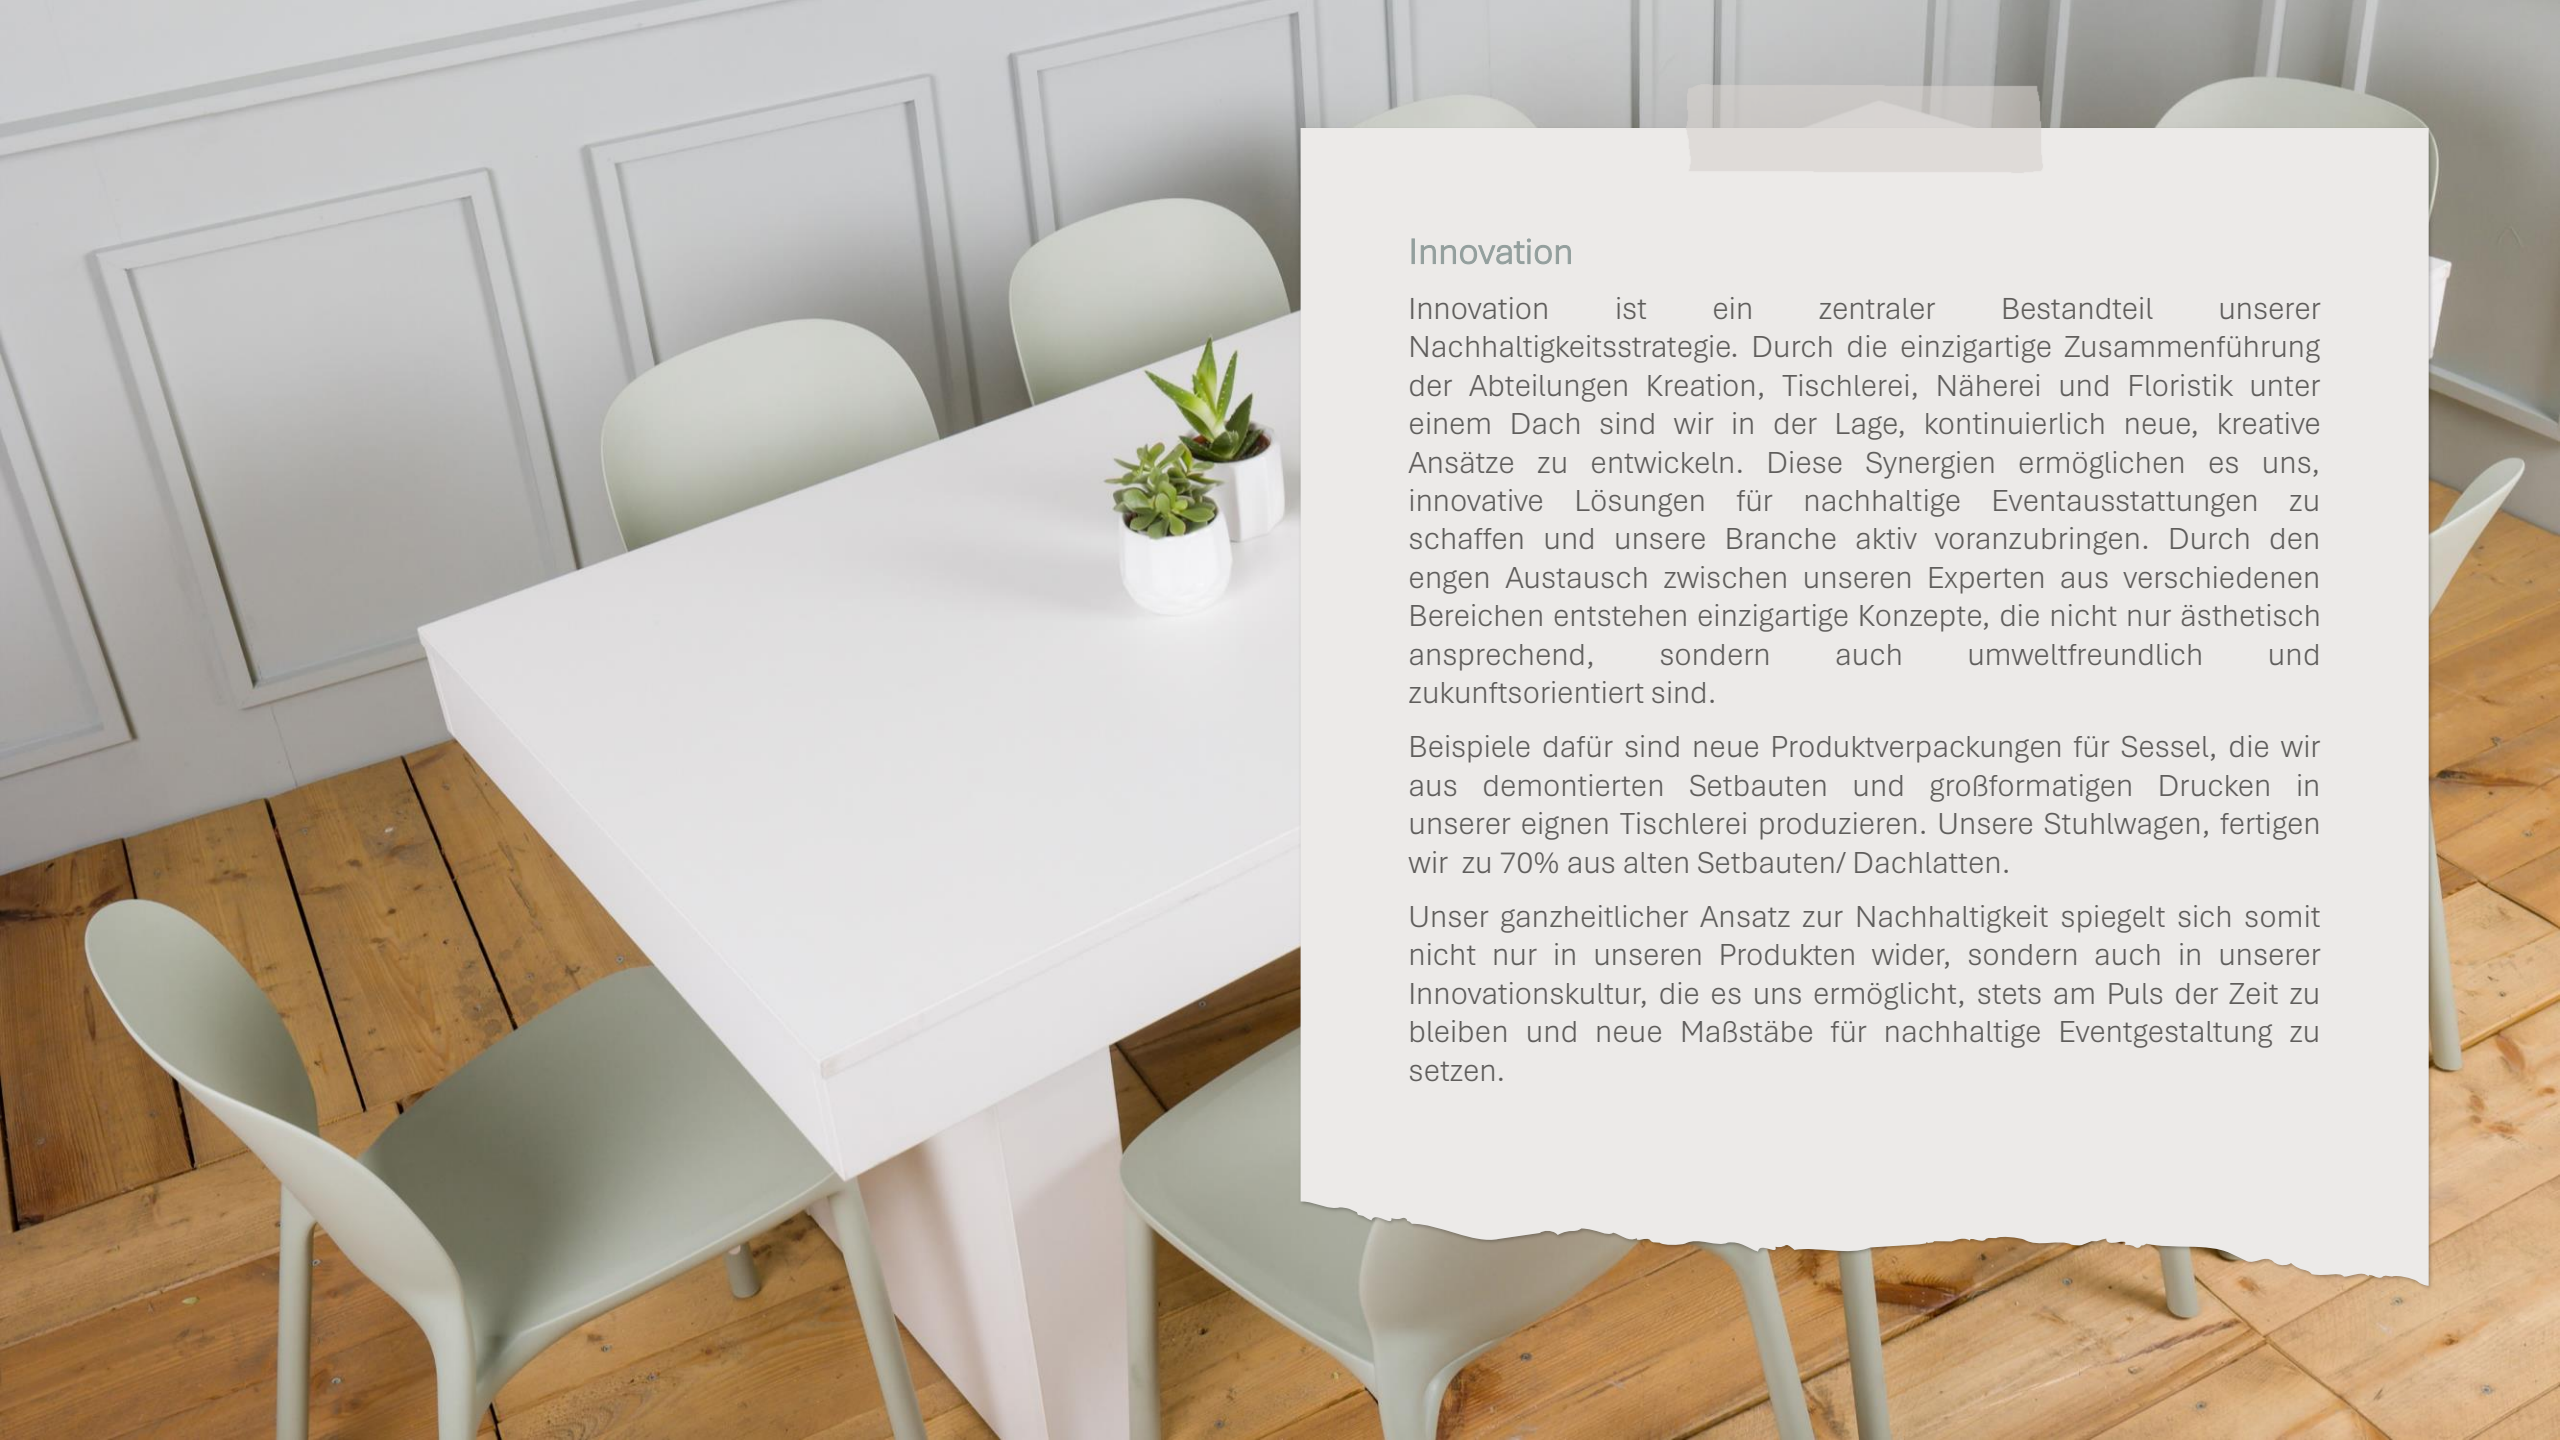 Innovation
Innovation ist ein zentraler Bestandteil unserer
Nachhaltigkeitsstrategie. Durch die einzigartige Zusammenführung
der Abteilungen Kreation, Tischlerei, Näherei und Floristik unter
einem Dach sind wir in der Lage, kontinuierlich neue, kreative
Ansätze zu entwickeln. Diese Synergien ermöglichen es uns,
innovative Lösungen für nachhaltige Eventausstattungen zu
schaffen und unsere Branche aktiv voranzubringen. Durch den
engen Austausch zwischen unseren Experten aus verschiedenen
Bereichen entstehen einzigartige Konzepte, die nicht nur ästhetisch
ansprechend, sondern auch umweltfreundlich und
zukunftsorientiert sind.
Beispiele dafür sind neue Produktverpackungen für Sessel, die wir
aus demontierten Setbauten und großformatigen Drucken in
unserer eignen Tischlerei produzieren. Unsere Stuhlwagen, fertigen
wir  zu 70% aus alten Setbauten/ Dachlatten.
Unser ganzheitlicher Ansatz zur Nachhaltigkeit spiegelt sich somit
nicht nur in unseren Produkten wider, sondern auch in unserer
Innovationskultur, die es uns ermöglicht, stets am Puls der Zeit zu
bleiben und neue Maßstäbe für nachhaltige Eventgestaltung zu
setzen.